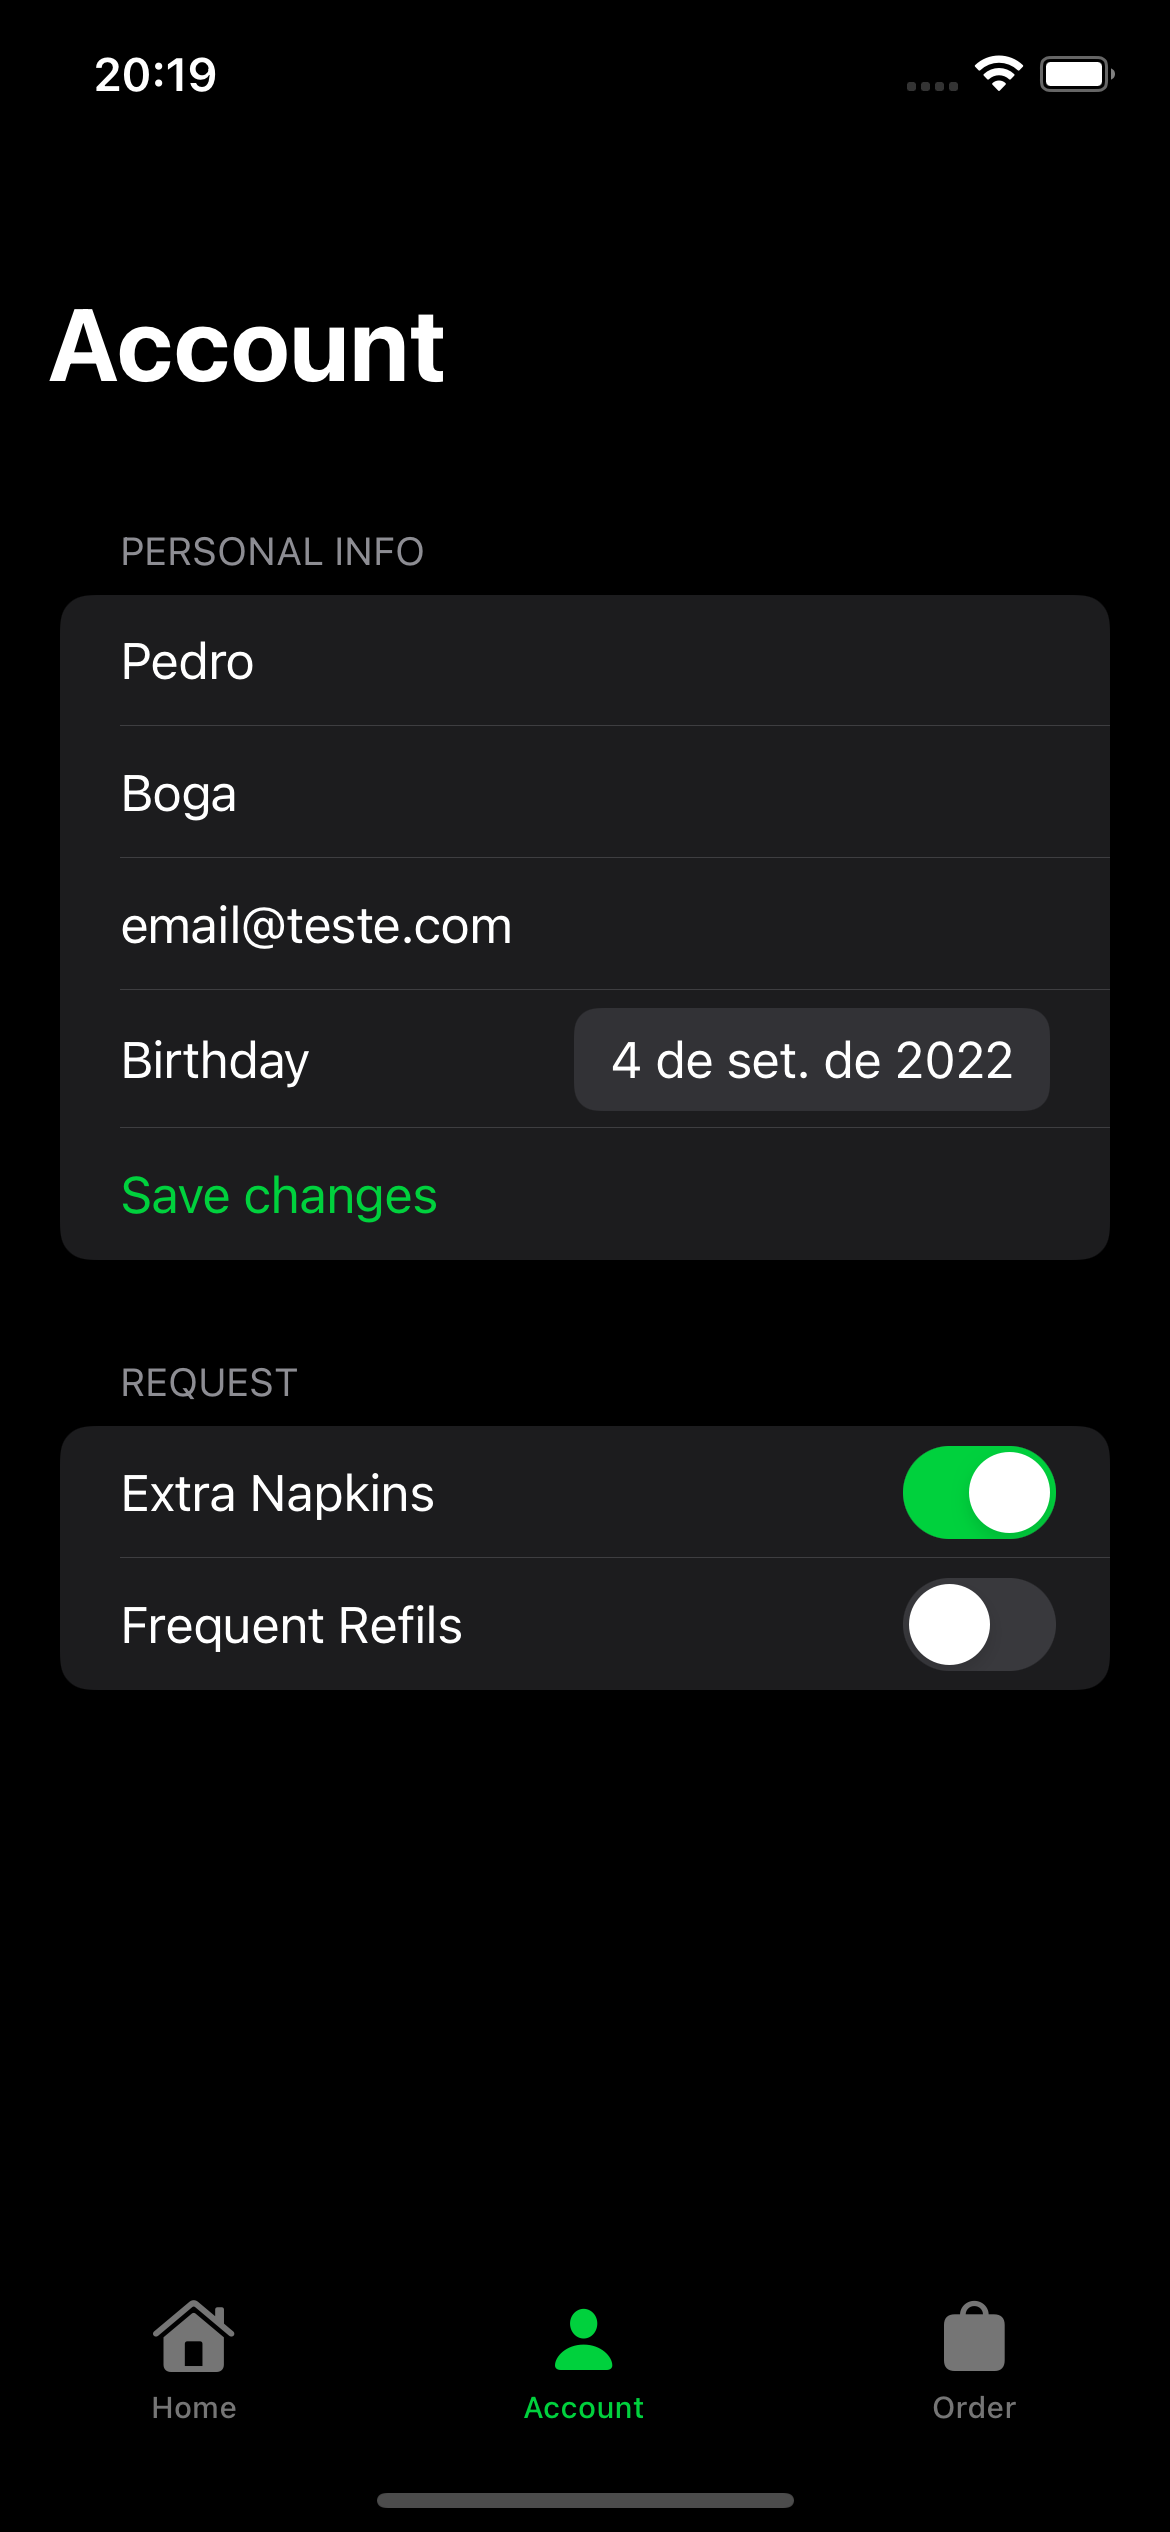 20:19
Account
PERSONAL INFO
Pedro
Boga
email@teste.com
Birthday 4 de set. de 2022
Save changes
REQUEST
Extra Napkins
Frequent Refils
Home Account Order